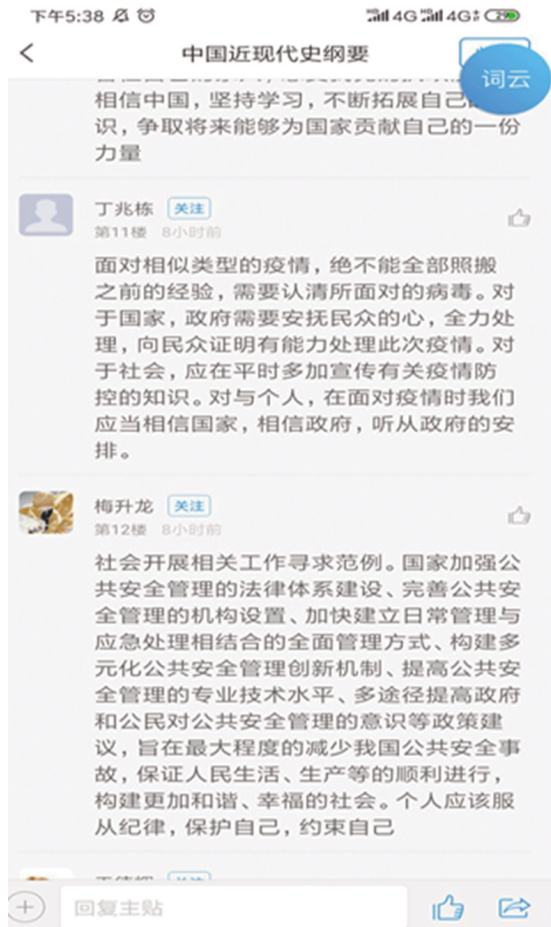 下午5:38
4G 4G
中国近现代史纲要
词云
相信中国，坚持学习，不断拓展自己
识，争取将来能够为国家贡献自己的一份
力量
丁兆栋 关注
第11楼 8小时前
面对相似类型的疫情，绝不能全部照搬
之前的经验，需要认清所面对的病毒。对
于国家，政府需要安抚民众的心，全力处
理，向民众证明有能力处理此次疫情。对
于社会，应在平时多加宣传有关疫情防
控的知识。对与个人，在面对疫情时我们
应当相信国家，相信政府，听从政府的安
排。
梅升龙 关注
第12楼 8小时前
社会开展相关工作寻求范例。国家加强公
共安全管理的法律体系建设、完善公共安
全管理的机构设置、加快建立日常管理与
应急处理相结合的全面管理方式、构建多
元化公共安全管理创新机制、提高公共安
全管理的专业技术水平、多途径提高政府
和公民对公共安全管理的意识等政策建
议，旨在最大程度的减少我国公共安全事
故，保证人民生活、生产等的顺利进行，
构建更加和谐、幸福的社会。个人应该服
从纪律，保护自己，约束自己
回复主贴